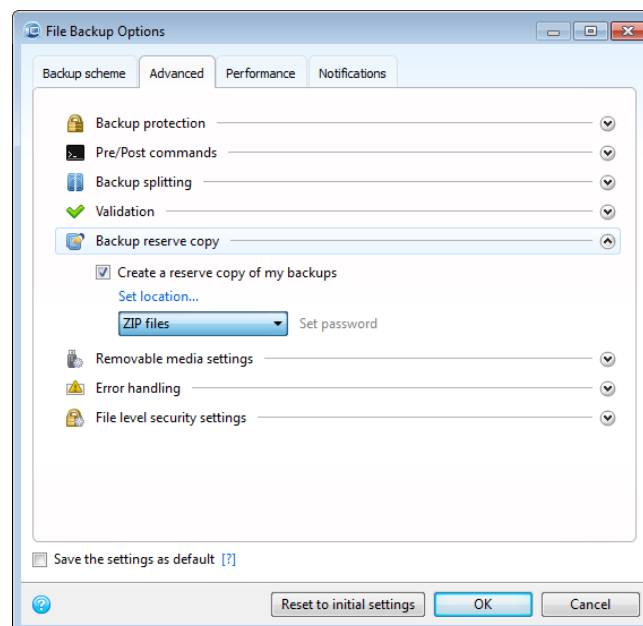 File Backup Options
Backup scheme Advanced Performance Notifications
Backup protection
Pre/Post commands
Backup splitting
Validation
Backup reserve copy
Create a reserve copy of my backups
Set location...
ZIP files Set password
Removable media settings
Error handling
File level security settings
Save the settings as default [?]
Reset to initial settings OK Cancel